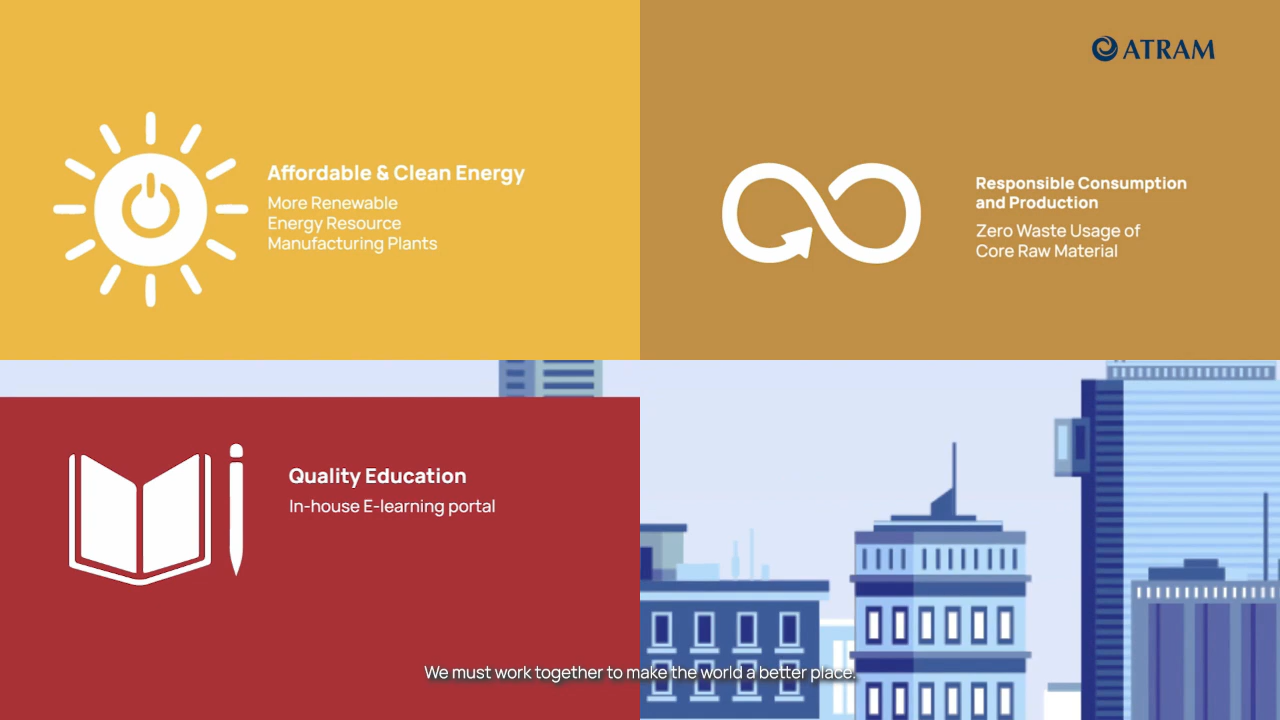 ATRAM
Affordable & Clean Energy
More Renewable
Energy Resource
Manufacturing Plants
Responsible Consumption
and Production
Zero Waste Usage of
Core Raw Material
Quality Education
In-house E-learning portal
We must work together to make the world a better place.